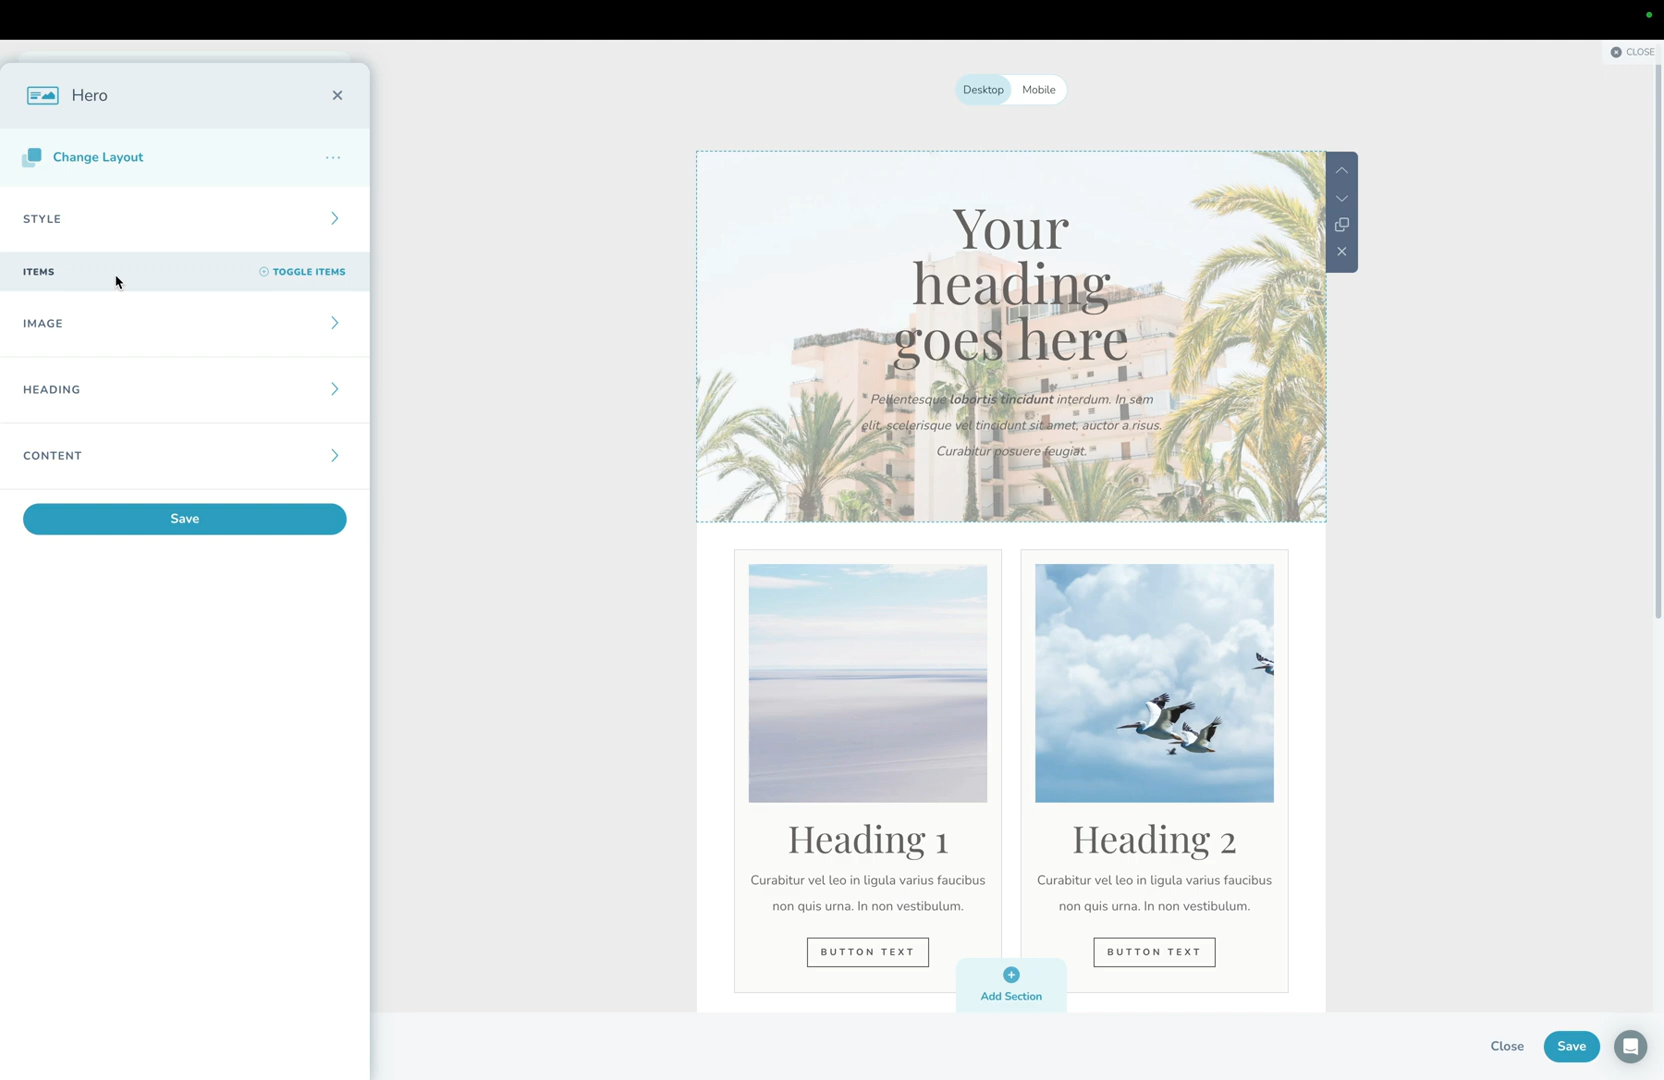 CLOSE
Hero
Desktop
Mobile
Change Layout
STYLE
ITEMS
TOGGLE ITEMS
IMAGE
HEADING
CONTENT
Save
Your
heading
goes here
Pellentesque lobortis tincidunt interdum. In sem
elit, scelerisque vel tincidunt sit amet, auctor a risus.
Curabitur posuere feugiat.
Heading 1
Curabitur vel leo in ligula varius faucibus
non quis urna. In non vestibulum.
BUTTON TEXT
Heading 2
Curabitur vel leo in ligula varius faucibus
non quis urna. In non vestibulum.
BUTTON TEXT
Add Section
Close
Save